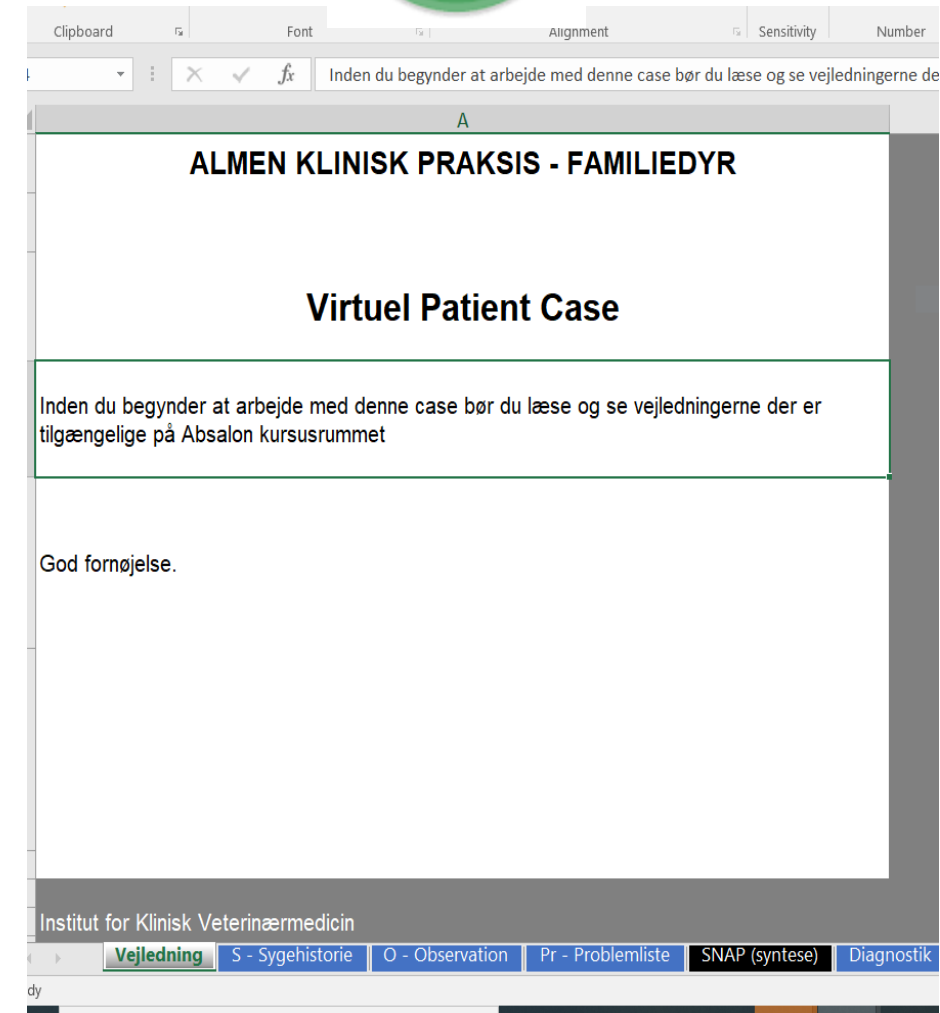 Clipboard Font Alignment Sensitivity Number
fx Inden du begynder at arbejde med denne case bør du læse og se vejledningerne de
A
ALMEN KLINISK PRAKSIS - FAMILIEDYR
Virtuel Patient Case
Inden du begynder at arbejde med denne case bør du læse og se vejledningerne der er
tilgængelige på Absalon kursusrummet
God fornøjelse.
Institut for Klinisk Veterinærmedicin
Vejledning S - Sygehistorie O - Observation Pr - Problemliste SNAP (syntese) Diagnostik
dy